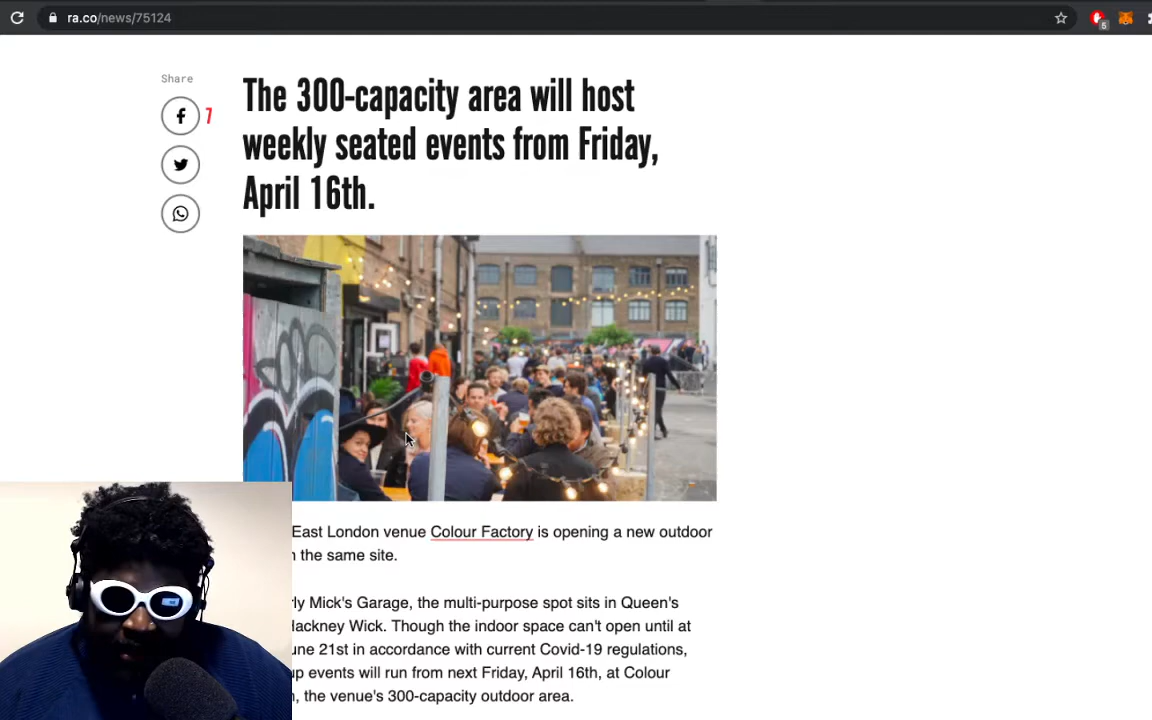 ra.co/news/75124
5
Share
7
The 300-capacity area will host
weekly seated events from Friday,
April 16th.
East London venue Colour Factory is opening a new outdoor
the same site.
Mick's Garage, the multi-purpose spot sits in Queen's
Hackney Wick. Though the indoor space can't open until at
21st in accordance with current Covid-19 regulations,
events will run from next Friday, April 16th, at Colour
the venue's 300-capacity outdoor area.